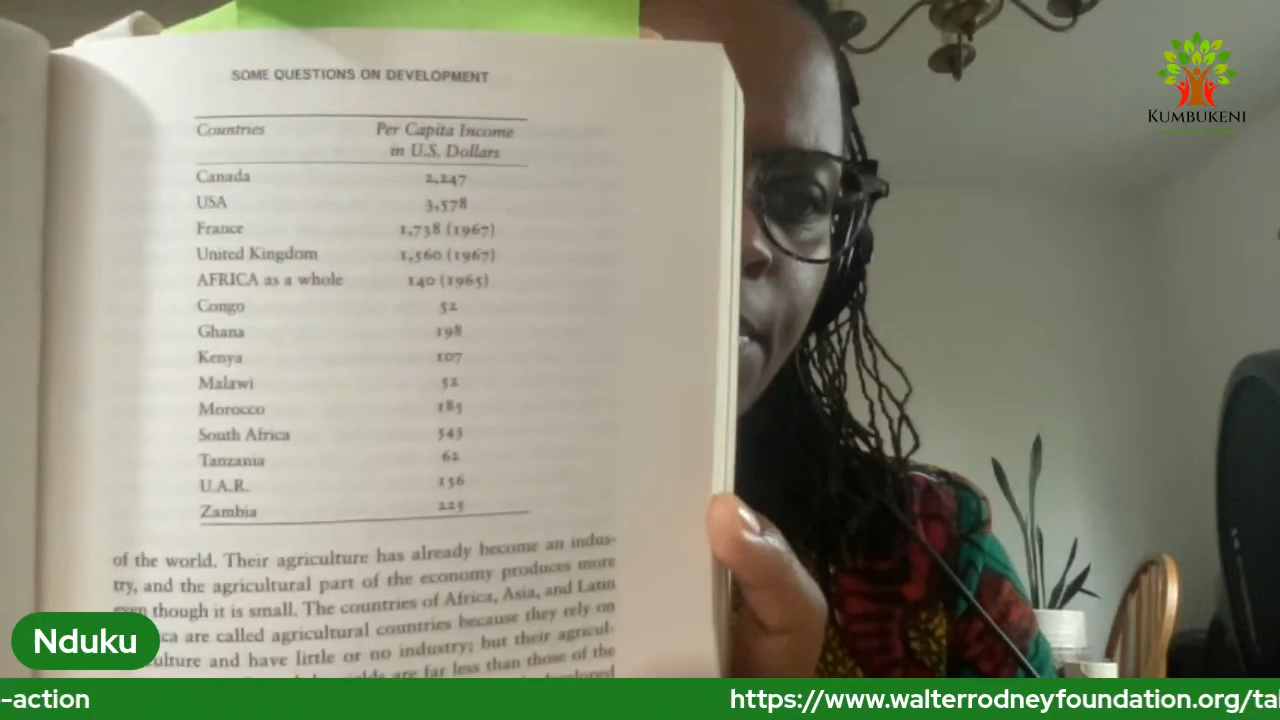 SOME QUESTIONS ON DEVELOPMENT
Countries Per Capita Income
in U.S. Dollars
Canada 2,247
USA 3,578
France 1,738 (1967)
United Kingdom 1,560 (1967)
AFRICA as a whole 140 (1965)
Congo 52
Ghana 198
Kenya 107
Malawi 52
Morocco 185
South Africa 543
Tanzania 62
U.A.R. 156
Zambia 225
of the world. Their agriculture has already become an indus-
try, and the agricultural part of the economy produces more
even though it is small. The countries of Africa, Asia, and Latin
ca are called agricultural countries because they rely on
ulture and have little or no industry; but their agricul-
are far less than those of the
KUMBUKENI
Nduku
-action
https://www.walterrodneyfoundation.org/ta